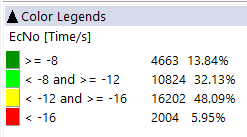 Color Legends
EcNo [Time/s]
>= -8 4663 13.84%
< -8 and >= -12 10824 32.13%
< -12 and >= -16 16202 48.09%
< -16 2004 5.95%